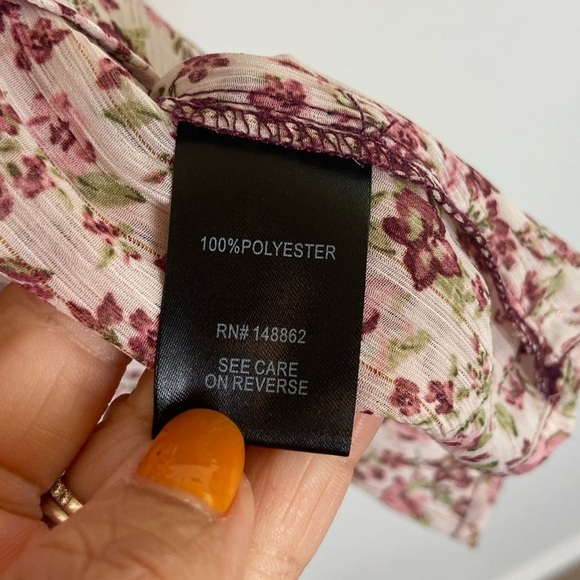 100%POLYESTER
RN# 148862
SEE CARE
ON REVERSE